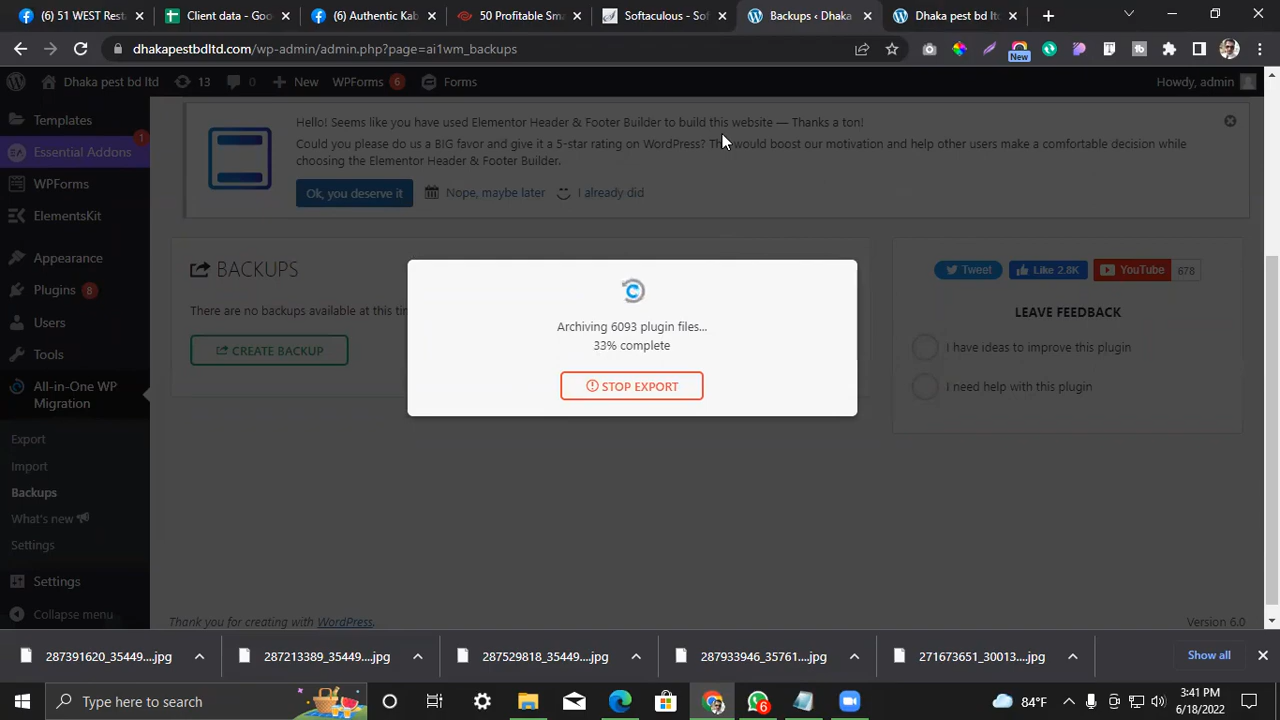 (6) 51 WEST Rest
Client data - Goo
(6) Authentic Kab
50 Profitable Sma
Softaculous - Sof
Backups ‹ Dhaka
Dhaka pest bd ltd
dhakapestbdltd.com/wp-admin/admin.php?page=ai1wm_backups
New
Dhaka pest bd ltd
13
New
WPForms 6
Forms
Howdy, admin
Templates
Essential Addons
1
WPForms
ElementsKit
Appearance
Plugins 8
Users
Tools
All-in-One WP
Migration
Export
Import
Backups
What's new
Settings
Settings
Collapse menu
Hello! Seems like you have used Elementor Header & Footer Builder to build this website — Thanks a ton!
Could you please do us a BIG favor and give it a 5-star rating on WordPress? This would boost our motivation and help other users make a comfortable decision while
choosing the Elementor Header & Footer Builder.
Ok, you deserve it
Nope, maybe later
I already did
BACKUPS
There are no backups available at this tim
CREATE BACKUP
Archiving 6093 plugin files...
33% complete
STOP EXPORT
Tweet
Like 2.8K
YouTube
678
LEAVE FEEDBACK
I have ideas to improve this plugin
I need help with this plugin
Thank you for creating with WordPress.
Version 6.0
287391620_35449....jpg
287213389_35449....jpg
287529818_35449....jpg
287933946_35761....jpg
271673651_30013....jpg
Show all
Type here to search
6
84°F
3:41 PM
6/18/2022